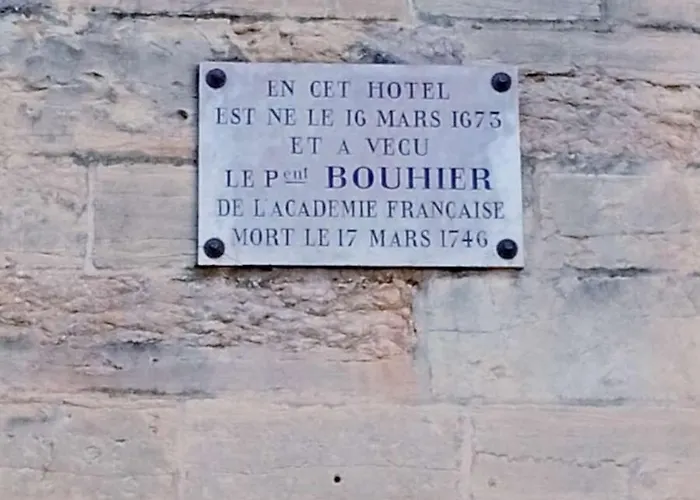 EN CET HOTEL
EST NE LE 16 MARS 1673
ET A VECU
LE Pent BOUHIER
DE L'ACADEMIE FRANÇAISE
MORT LE 17 MARS 1746